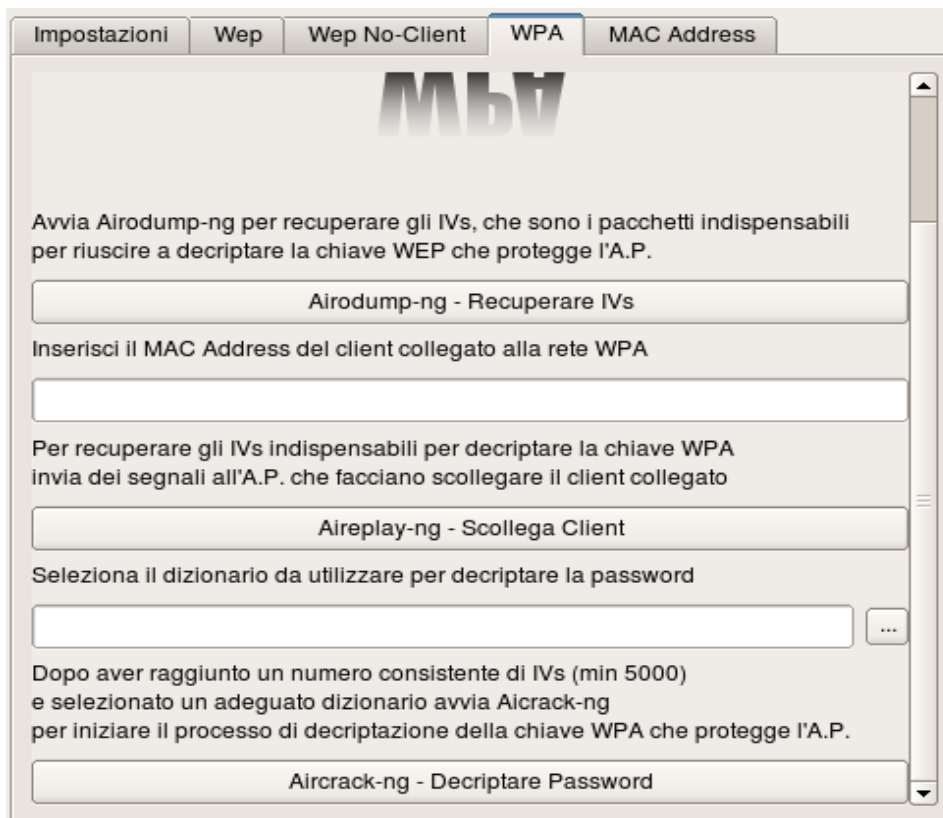 Impostazioni Wep Wep No-Client WPA MAC Address
WPA
Avvia Airodump-ng per recuperare gli IVs, che sono i pacchetti indispensabili
per riuscire a decriptare la chiave WEP che protegge l'A.P.
Airodump-ng - Recuperare IVs
Inserisci il MAC Address del client collegato alla rete WPA
Per recuperare gli IVs indispensabili per decriptare la chiave WPA
invia dei segnali all'A.P. che facciano scollegare il client collegato
Aireplay-ng - Scollega Client
Seleziona il dizionario da utilizzare per decriptare la password
...
Dopo aver raggiunto un numero consistente di IVs (min 5000)
e selezionato un adeguato dizionario avvia Aicrack-ng
per iniziare il processo di decriptazione della chiave WPA che protegge l'A.P.
Aircrack-ng - Decriptare Password